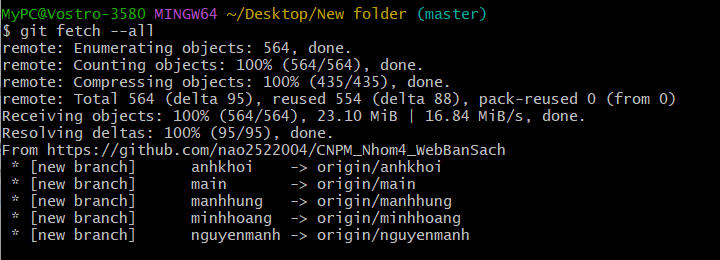 MyPC@Vostro-3580 MINGW64 ~/Desktop/New folder (master)
$ git fetch --all
remote: Enumerating objects: 564, done.
remote: Counting objects: 100% (564/564), done.
remote: Compressing objects: 100% (435/435), done.
remote: Total 564 (delta 95), reused 554 (delta 88), pack-reused 0 (from 0)
Receiving objects: 100% (564/564), 23.10 MiB | 16.84 MiB/s, done.
Resolving deltas: 100% (95/95), done.
From https://github.com/nao2522004/CNPM_Nhom4_WebBanSach
 * [new branch]      anhkhoi    -> origin/anhkhoi
 * [new branch]      main       -> origin/main
 * [new branch]      manhhung   -> origin/manhhung
 * [new branch]      minhhoang  -> origin/minhhoang
 * [new branch]      nguyenmanh -> origin/nguyenmanh